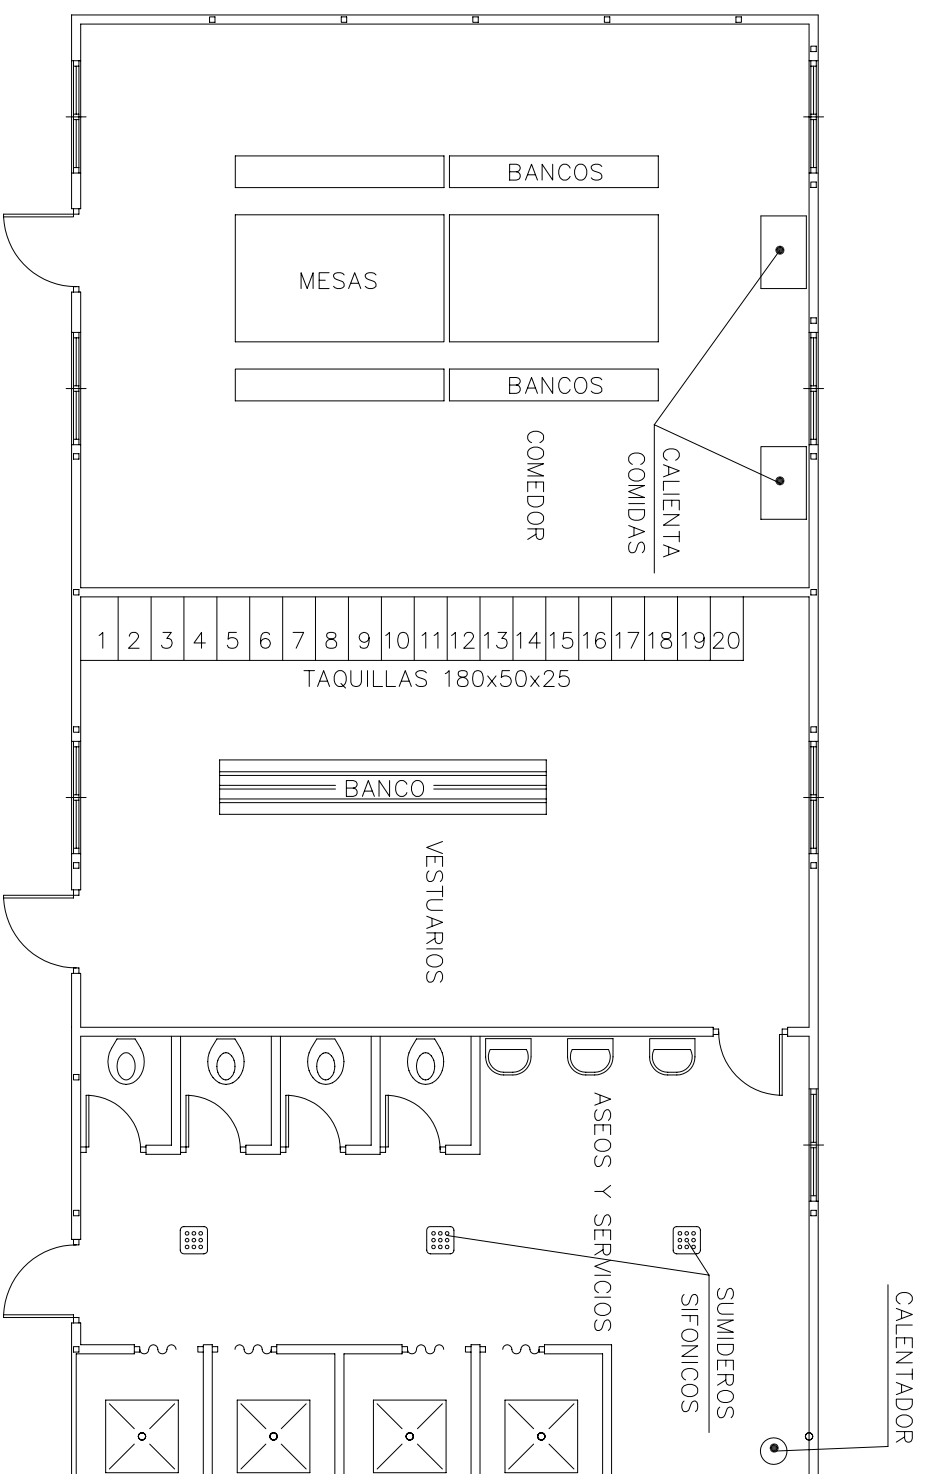 BANCOS
MESAS
BANCOS
COMEDOR
CALIENTA
COMIDAS
1 2 3 4 5 6 7 8 9 10 11 12 13 14 15 16 17 18 19 20
TAQUILLAS 180x50x25
BANCO
VESTUARIOS
ASEOS Y SERVICIOS
SUMIDEROS
SIFONICOS
CALENTADOR